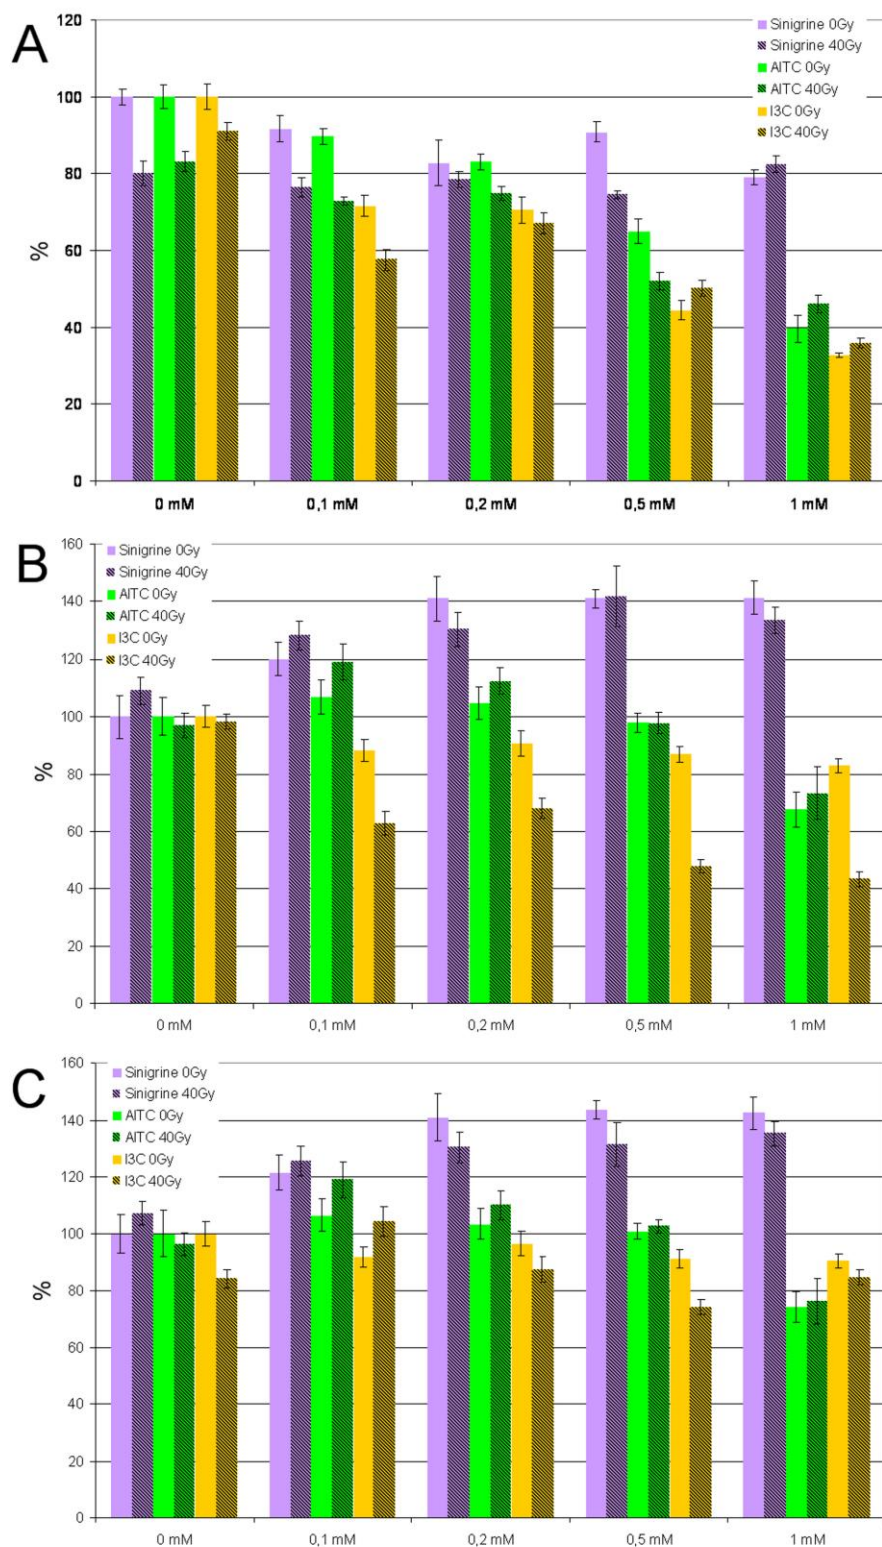 A
120
100
80
60
40
20
0
%
Sinigrine 0Gy
Sinigrine 40Gy
AITC 0Gy
AITC 40Gy
I3C 0Gy
I3C 40Gy
0 mM
0,1 mM
0,2 mM
0,5 mM
1 mM
B
160
140
120
100
80
60
40
20
0
%
Sinigrine 0Gy
Sinigrine 40Gy
AITC 0Gy
AITC 40Gy
I3C 0Gy
I3C 40Gy
0 mM
0,1 mM
0,2 mM
0,5 mM
1 mM
C
160
140
120
100
80
60
40
20
0
%
Sinigrine 0Gy
Sinigrine 40Gy
AITC 0Gy
AITC 40Gy
I3C 0Gy
I3C 40Gy
0 mM
0,1 mM
0,2 mM
0,5 mM
1 mM